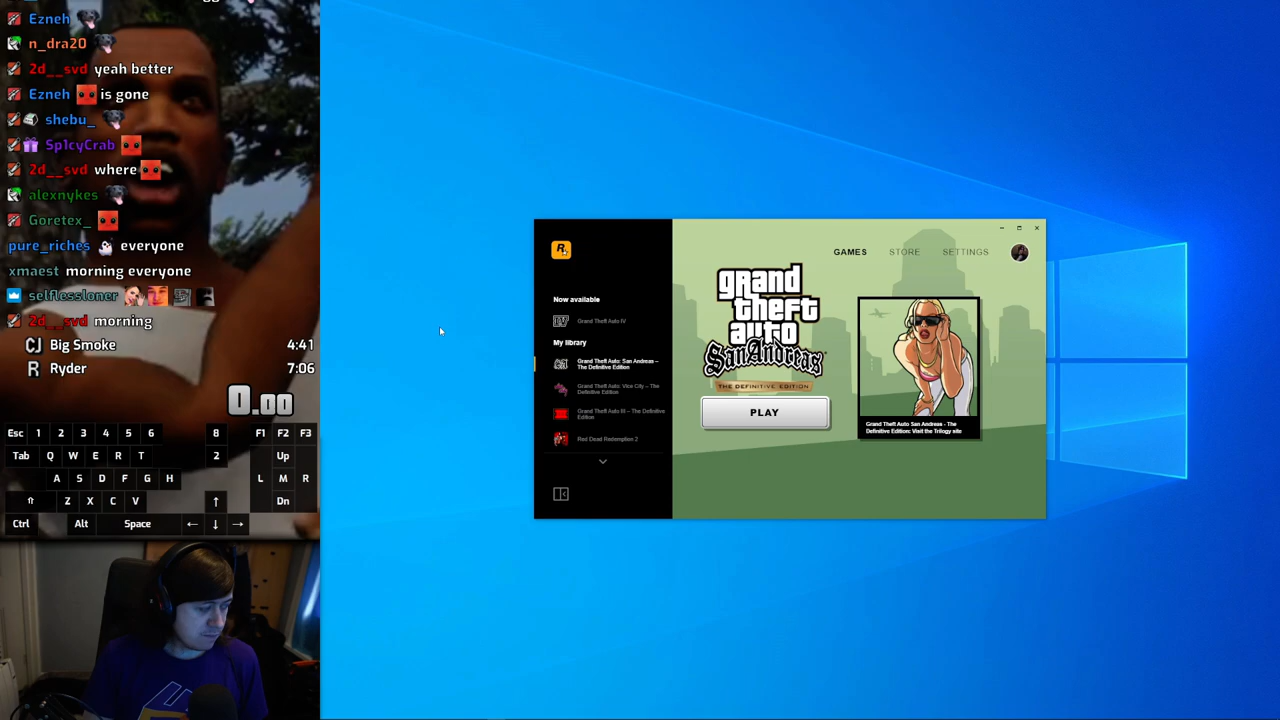 Ezneh
n_dra20
2d__svd yeah better
Ezneh is gone
shebu_
Sp1cyCrab
2d__svd where
alexnykes
Goretex_
pure_riches everyone
xmaest morning everyone
selflessloner
2d__svd morning
CJ Big Smoke 4:41
R Ryder 7:06
0.00
Esc 1 2 3 4 5 6 8 F1 F2 F3
Tab Q W E R T 2 Up
A S D F G H L M R
⇧ Z X C V ↑ Dn
Ctrl Alt Space ← ↓ →
R*
Now available
IV Grand Theft Auto IV
My library
Grand Theft Auto: San Andreas –
The Definitive Edition
Grand Theft Auto: Vice City – The
Definitive Edition
Grand Theft Auto III – The Definitive
Edition
Red Dead Redemption 2
GAMES STORE SETTINGS
grand
theft
auto
San Andreas
THE DEFINITIVE EDITION
PLAY
Grand Theft Auto San Andreas - The
Definitive Edition: Visit the Trilogy site